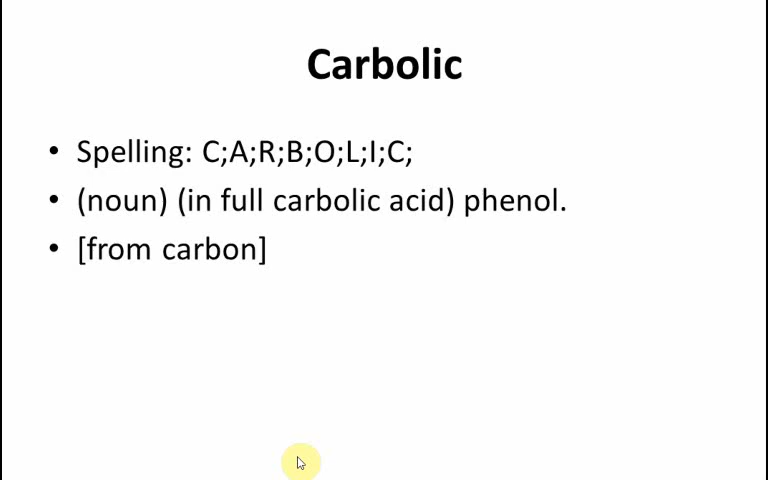 Carbolic
• Spelling: C;A;R;B;O;L;I;C;
• (noun) (in full carbolic acid) phenol.
• [from carbon]